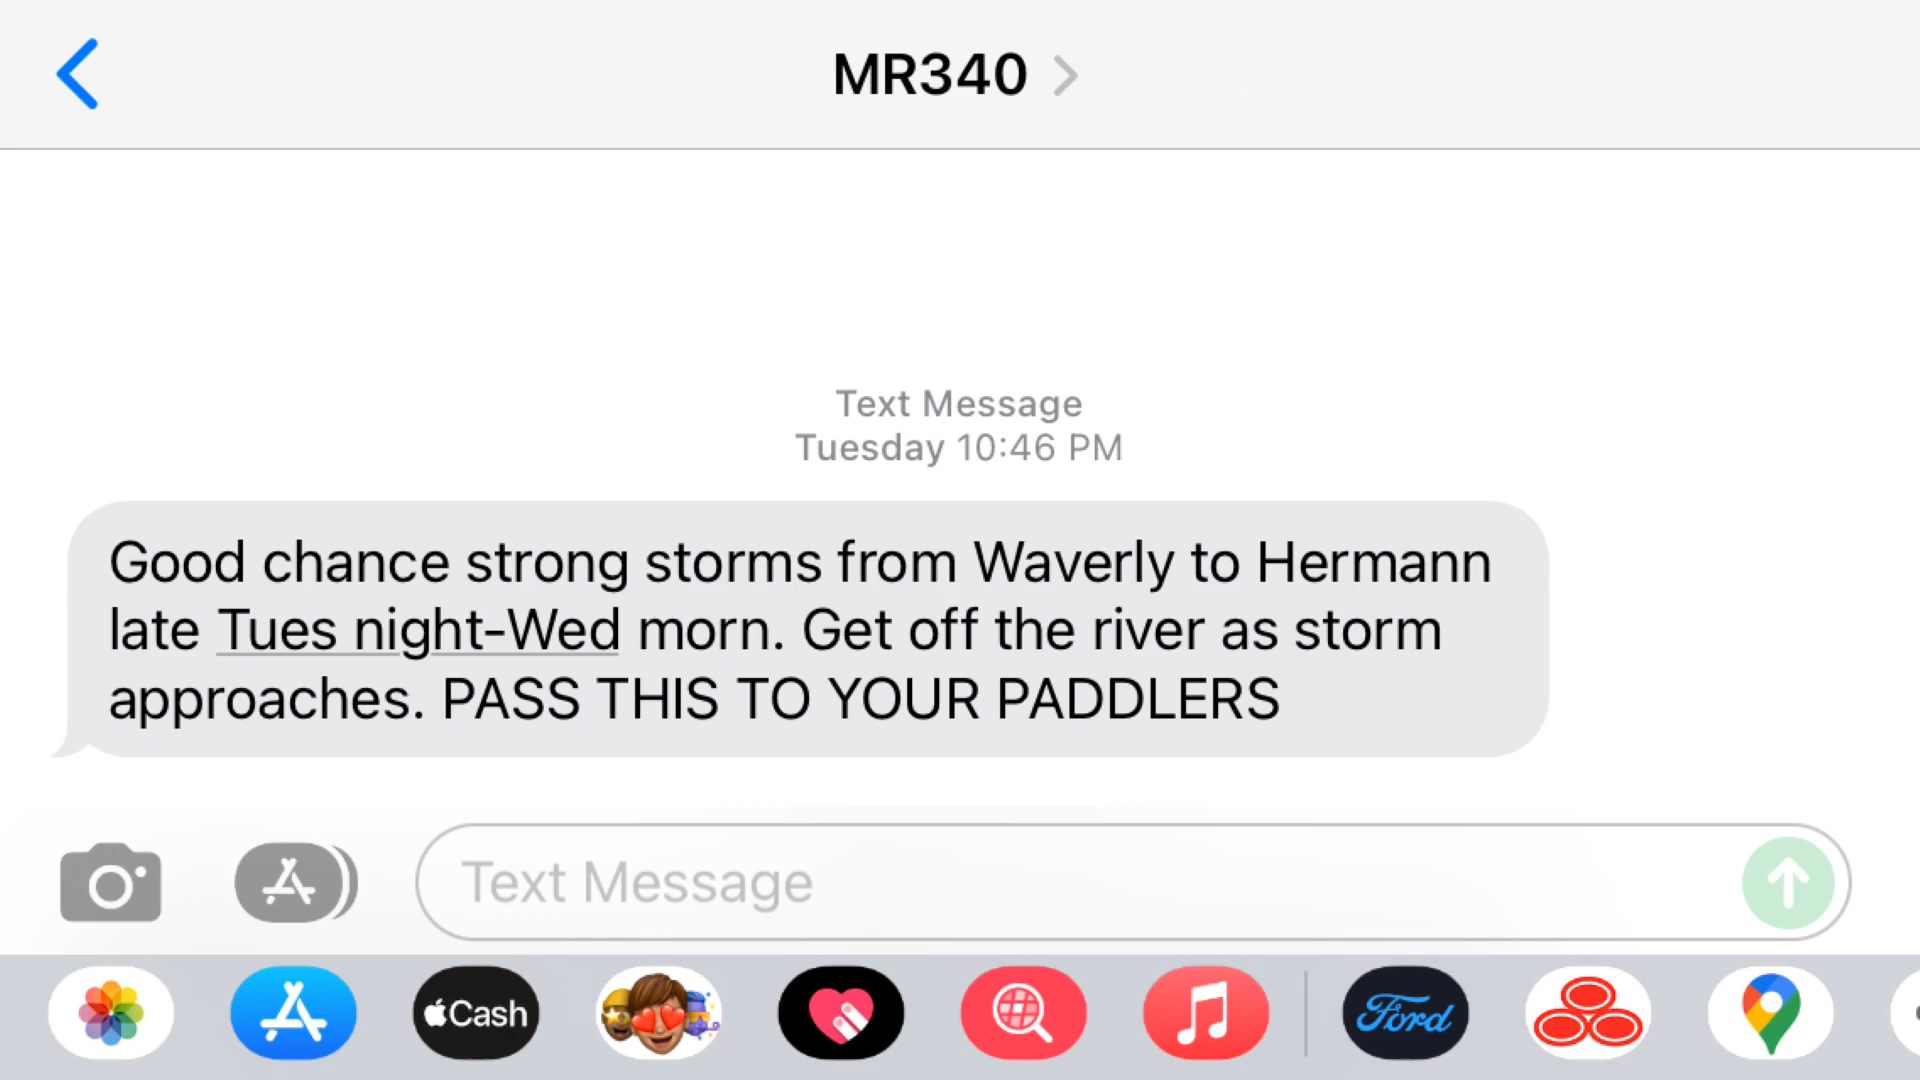 MR340
Text Message
Tuesday 10:46 PM
Good chance strong storms from Waverly to Hermann
late Tues night-Wed morn. Get off the river as storm
approaches. PASS THIS TO YOUR PADDLERS
Text Message
Cash
Ford